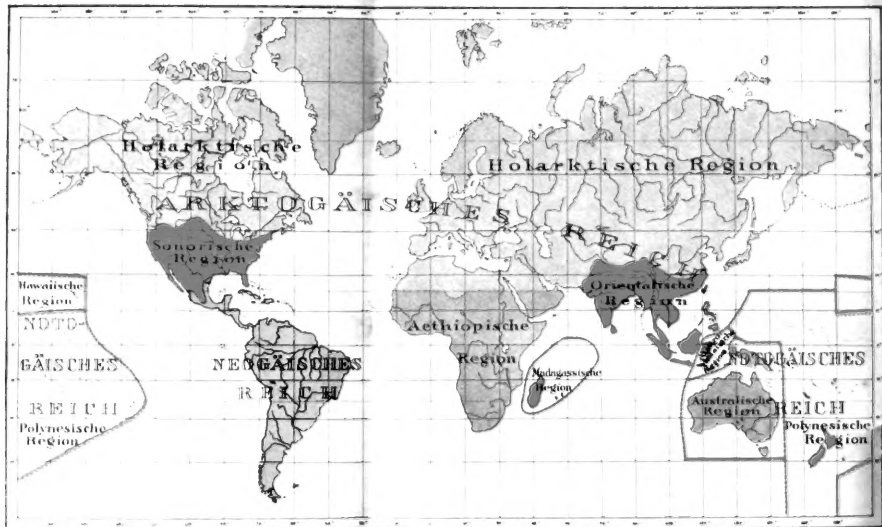 Holarktische
Region
Holarktische Region
ARKTOGÄISCHES
REICH
Sonorische
Region
Orientalische
Region
Hawaiische
Region
NOTO-
GÄISCHES
REICH
Polynesische
Region
Aethiopische
Region
NEOGÄISCHES
REICH
Madagassische
Region
NOTOGÄISCHES
REICH
Australische
Region
Polynesische
Region